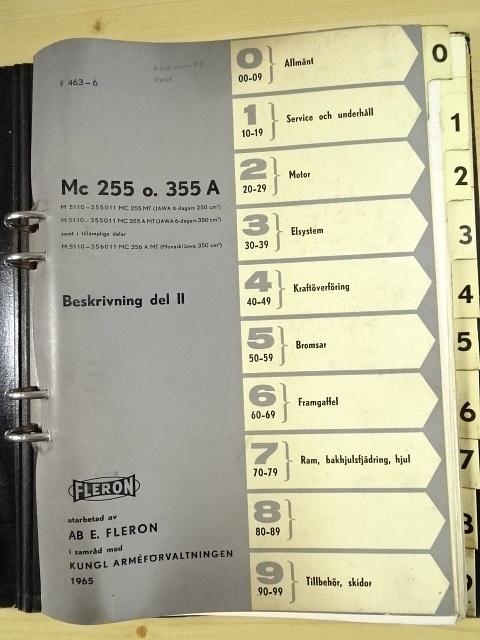 F 463-6
Mc 255 o. 355 A
M 5110-255011 MC 255 MT (JAWA 6-dagars 250 cm³)
M 5110-355011 MC 355 A MT (JAWA 6-dagars 350 cm³)
samt i tillämpliga delar
M 5110-356011 MC 356 A MT (Monark/Jawa 350 cm³)
Beskrivning del II
FLERON
utarbetad av
AB E. FLERON
i samråd med
KUNGL ARMÉFÖRVALTNINGEN
1965
0
00-09
Allmänt
1
10-19
Service och underhåll
2
20-29
Motor
3
30-39
Elsystem
4
40-49
Kraftöverföring
5
50-59
Bromsar
6
60-69
Framgaffel
7
70-79
Ram, bakhjulsfjädring, hjul
8
80-89
9
90-99
Tillbehör, skidor
0
1
2
3
4
5
6
7
8
9